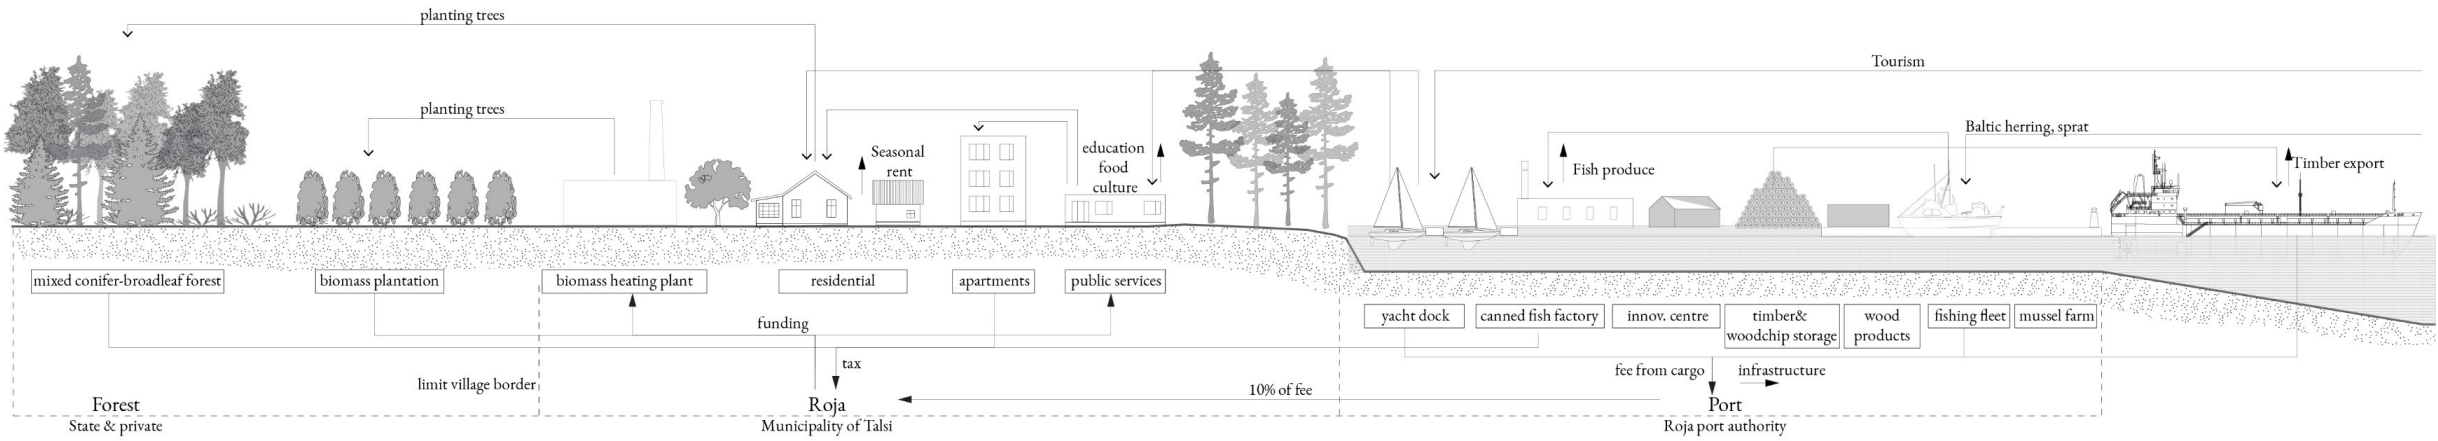 planting trees
Tourism
planting trees
Baltic herring, sprat
Seasonal
rent
education
food
culture
Fish produce
Timber export
mixed conifer-broadleaf forest
biomass plantation
biomass heating plant
residential
apartments
public services
yacht dock
canned fish factory
innov. centre
timber&
woodchip storage
wood
products
fishing fleet
mussel farm
funding
tax
limit village border
10% of fee
fee from cargo
infrastructure
Forest
State & private
Roja
Municipality of Talsi
Port
Roja port authority